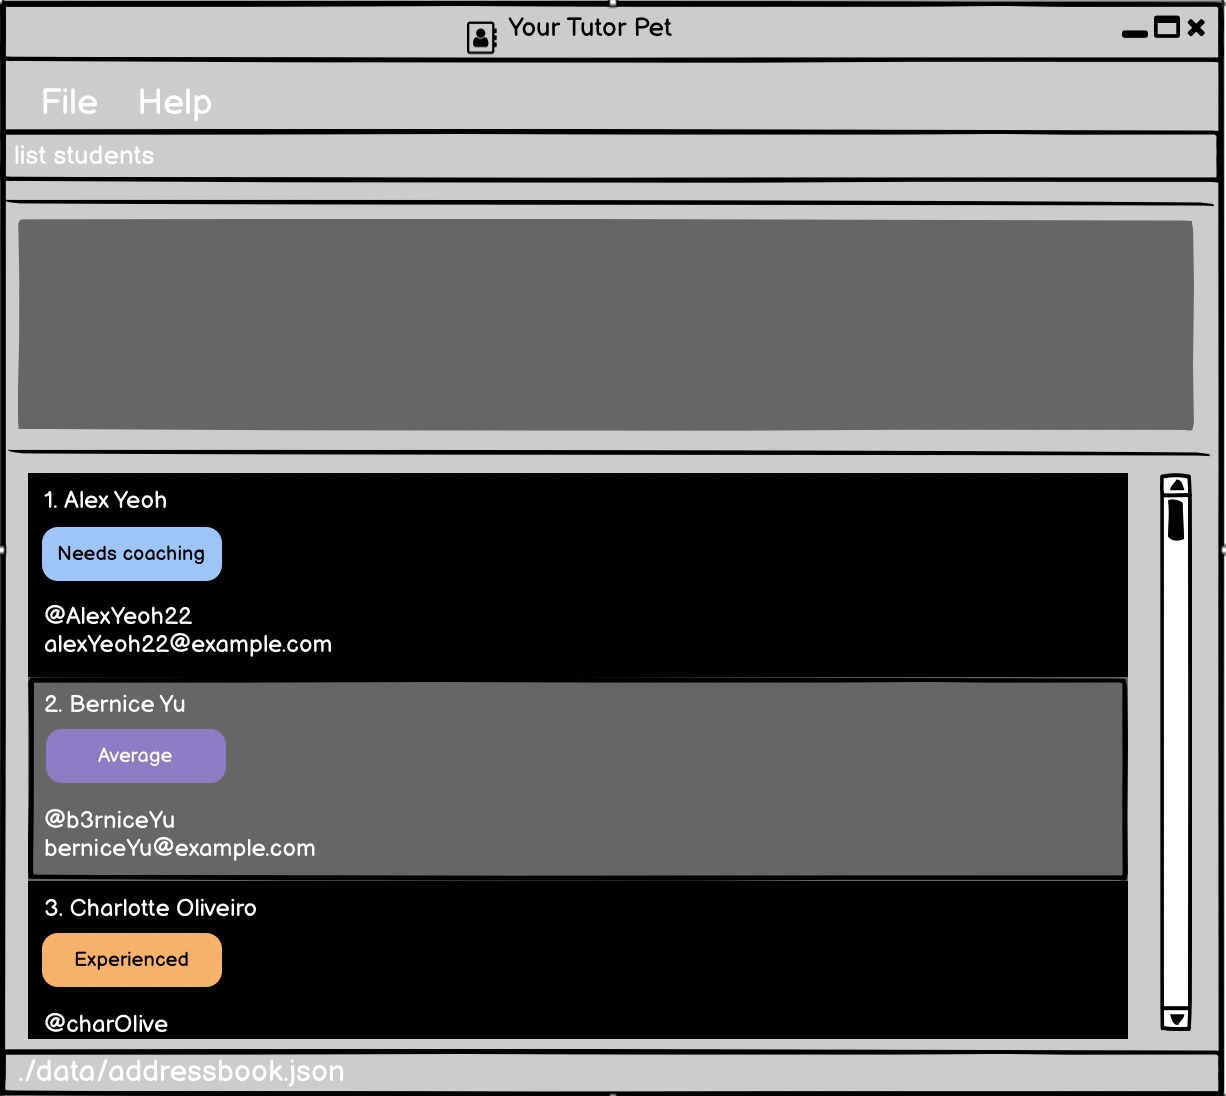 Your Tutor Pet
File Help
list students
1. Alex Yeoh
Needs coaching
@AlexYeoh22
alexYeoh22@example.com
2. Bernice Yu
Average
@b3rniceYu
berniceYu@example.com
3. Charlotte Oliveiro
Experienced
@charOlive
./data/addressbook.json